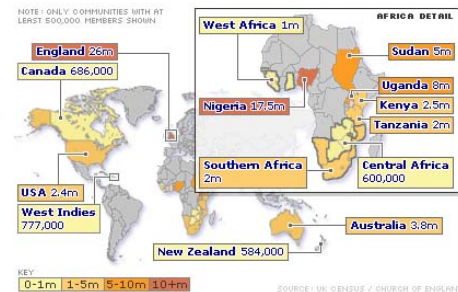 NOTE : ONLY COMMUNITIES WITH AT
LEAST 500,000 MEMBERS SHOWN
AFRICA DETAIL
West Africa 1m
England 26m
Sudan 5m
Canada 686,000
Uganda 8m
Nigeria 17.5m
Kenya 2.5m
Tanzania 2m
Southern Africa
2m
Central Africa
600,000
USA 2.4m
West Indies
777,000
Australia 3.8m
New Zealand 584,000
KEY
0-1m 1-5m 5-10m 10+m
SOURCE : UK CENSUS / CHURCH OF ENGLAN